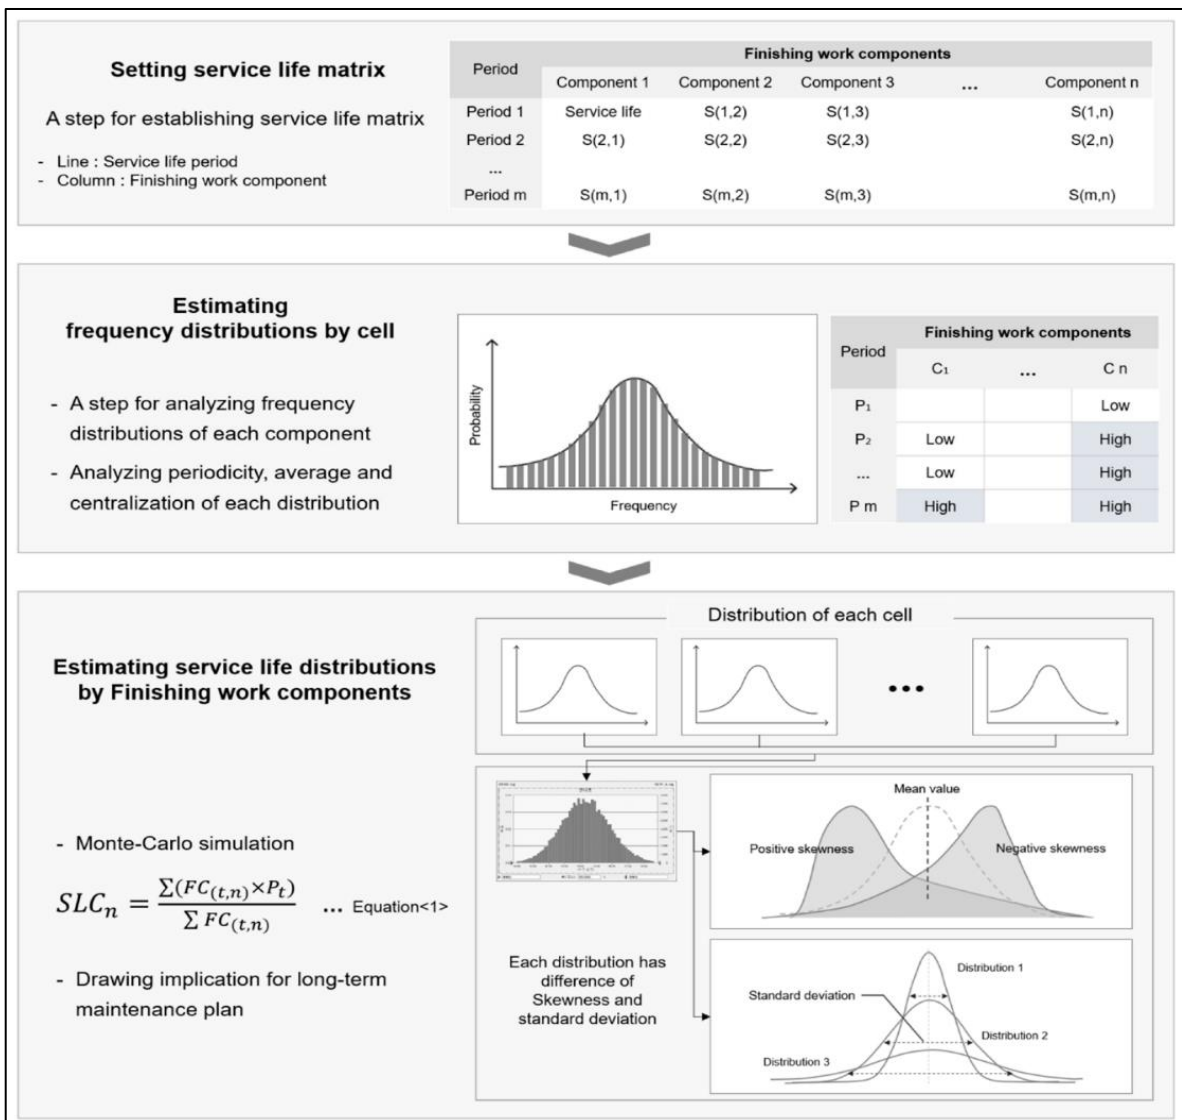 Setting service life matrix
A step for establishing service life matrix
- Line : Service life period
- Column : Finishing work component
Period Finishing work components
Component 1 Component 2 Component 3 ... Component n
Period 1 Service life S(1,2) S(1,3) S(1,n)
Period 2 S(2,1) S(2,2) S(2,3) S(2,n)
...
Period m S(m,1) S(m,2) S(m,3) S(m,n)
Estimating
frequency distributions by cell
- A step for analyzing frequency
distributions of each component
- Analyzing periodicity, average and
centralization of each distribution
Probability
Frequency
Period Finishing work components
C₁ ... C n
P₁ Low
P₂ Low High
... Low High
P m High High
Estimating service life distributions
by Finishing work components
- Monte-Carlo simulation
SLCₙ = ∑(FC₍t,n₎×Pₜ) / ∑ FC₍t,n₎ ... Equation<1>
- Drawing implication for long-term
maintenance plan
Distribution of each cell
...
Mean value
Positive skewness Negative skewness
Each distribution has
difference of
Skewness and
standard deviation
Distribution 1
Standard deviation
Distribution 2
Distribution 3